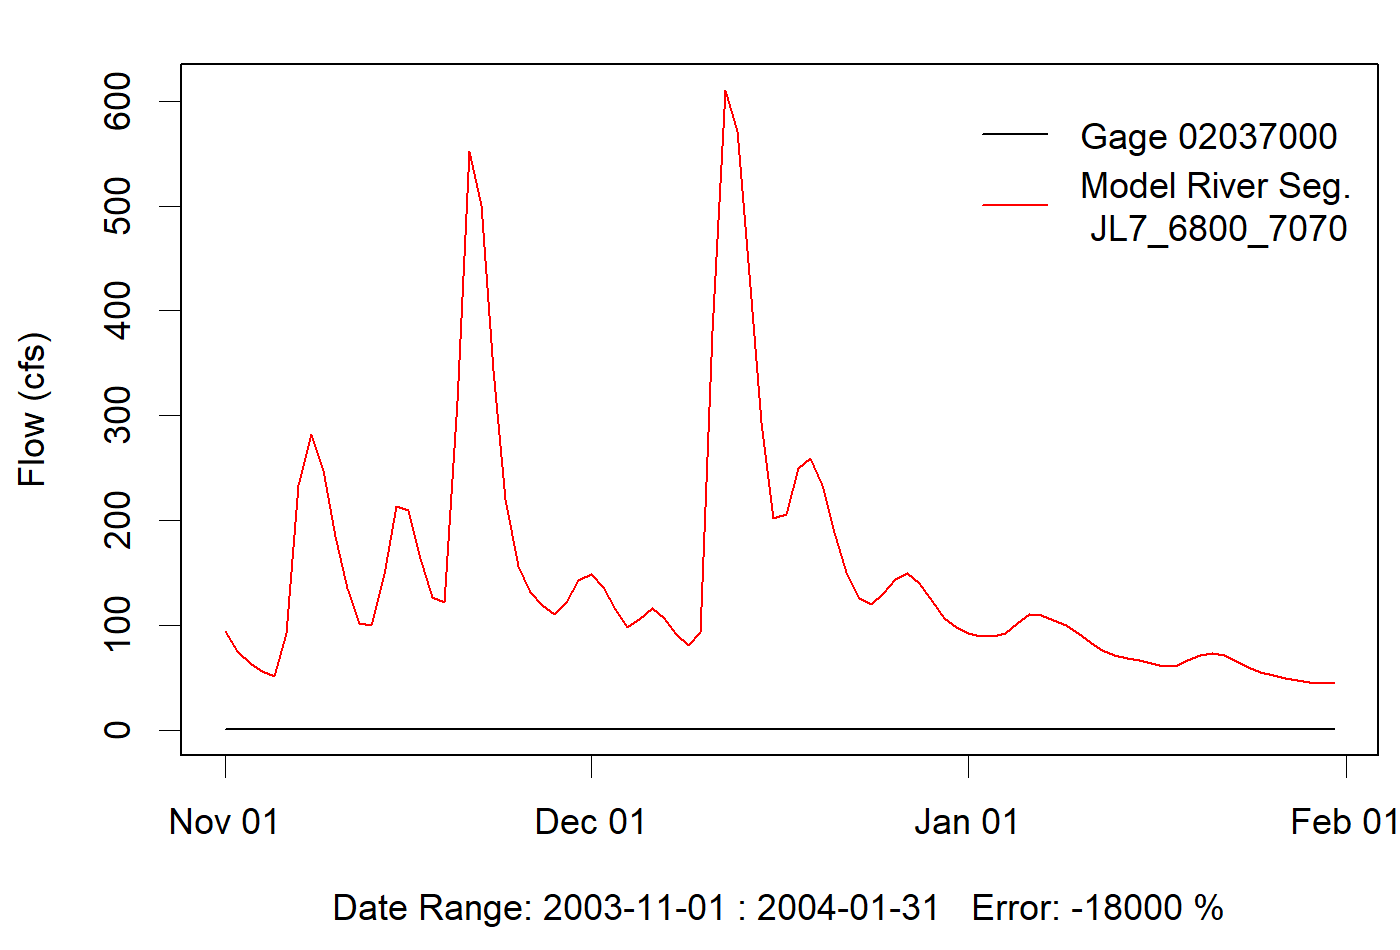 600
500
400
300
200
100
0
Flow (cfs)
Gage 02037000
Model River Seg.
JL7_6800_7070
Nov 01
Dec 01
Jan 01
Feb 01
Date Range: 2003-11-01 : 2004-01-31 Error: -18000 %